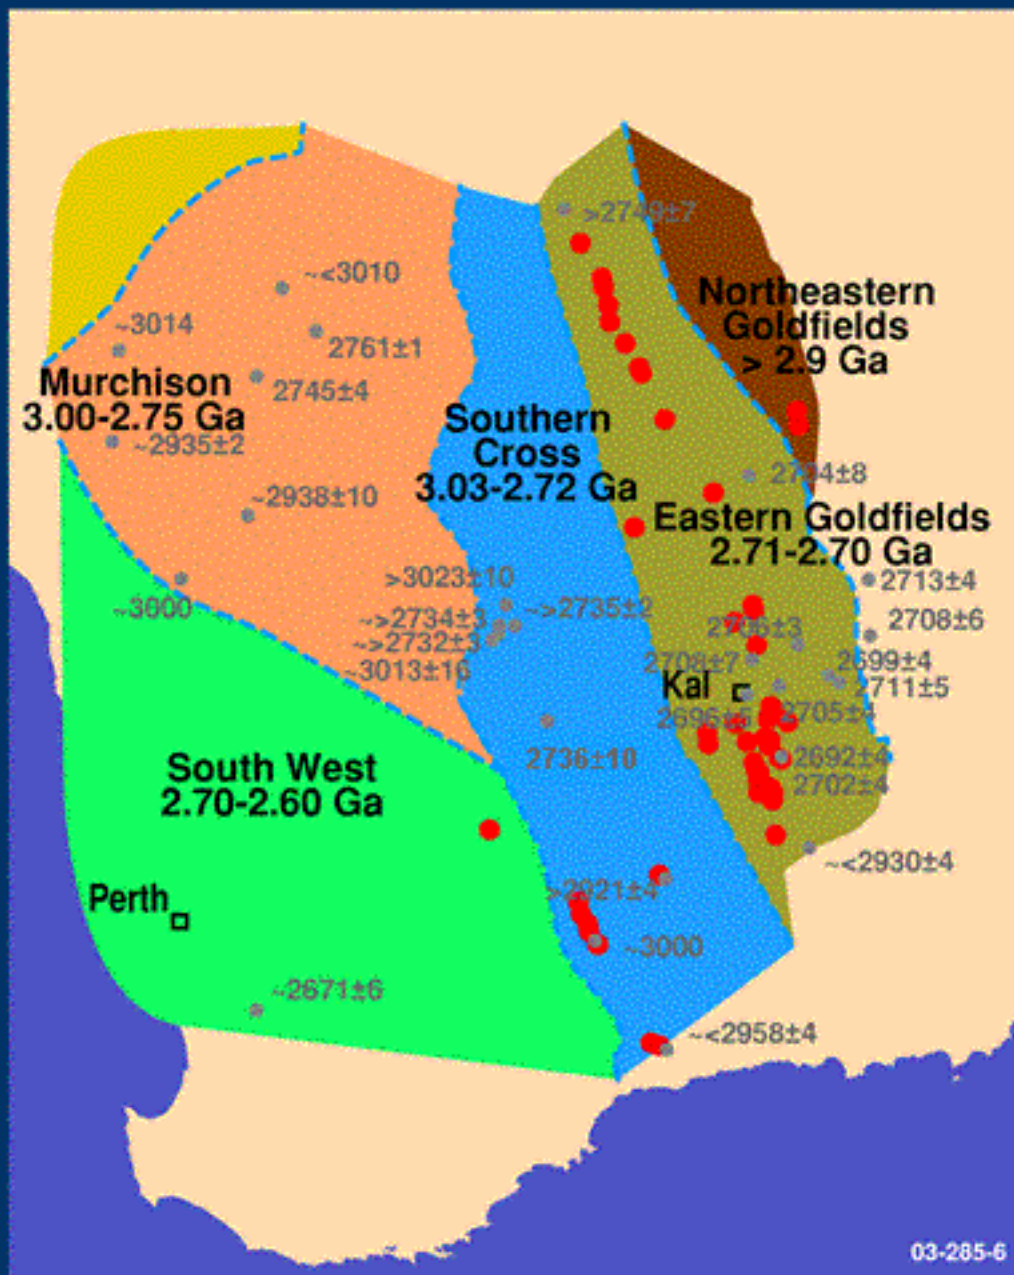 >2749±7
~<3010
Northeastern
Goldfields
> 2.9 Ga
~3014
2761±1
Murchison
3.00-2.75 Ga
2745±4
Southern
Cross
3.03-2.72 Ga
~2935±2
~2938±10
Eastern Goldfields
2.71-2.70 Ga
>3023±10
2713±4
~3000
~>2735±2
~>2734±3
2708±6
~>2732±3
2708±7
2699±4
~3013±16
Kal
2711±5
2696±5
2705±4
2736±10
2692±4
2702±4
South West
2.70-2.60 Ga
~<2930±4
>2921±4
Perth
~3000
~2671±6
~<2958±4
03-285-6